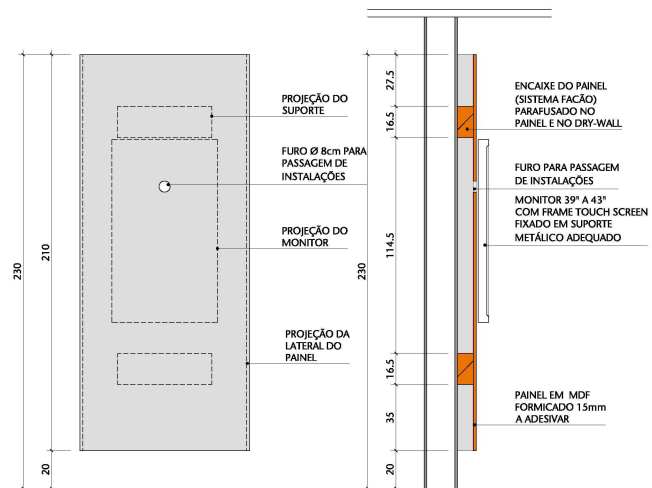 PROJEÇÃO DO
SUPORTE
FURO Ø 8cm PARA
PASSAGEM DE
INSTALAÇÕES
PROJEÇÃO DO
MONITOR
PROJEÇÃO DA
LATERAL DO
PAINEL
230
210
20
230
27.5
16.5
114.5
16.5
35
20
ENCAIXE DO PAINEL
(SISTEMA FACÃO)
PARAFUSADO NO
PAINEL E NO DRY-WALL
FURO PARA PASSAGEM
DE INSTALAÇÕES
MONITOR 39" A 43"
COM FRAME TOUCH SCREEN
FIXADO EM SUPORTE
METÁLICO ADEQUADO
PAINEL EM MDF
FORMICADO 15mm
A ADESIVAR